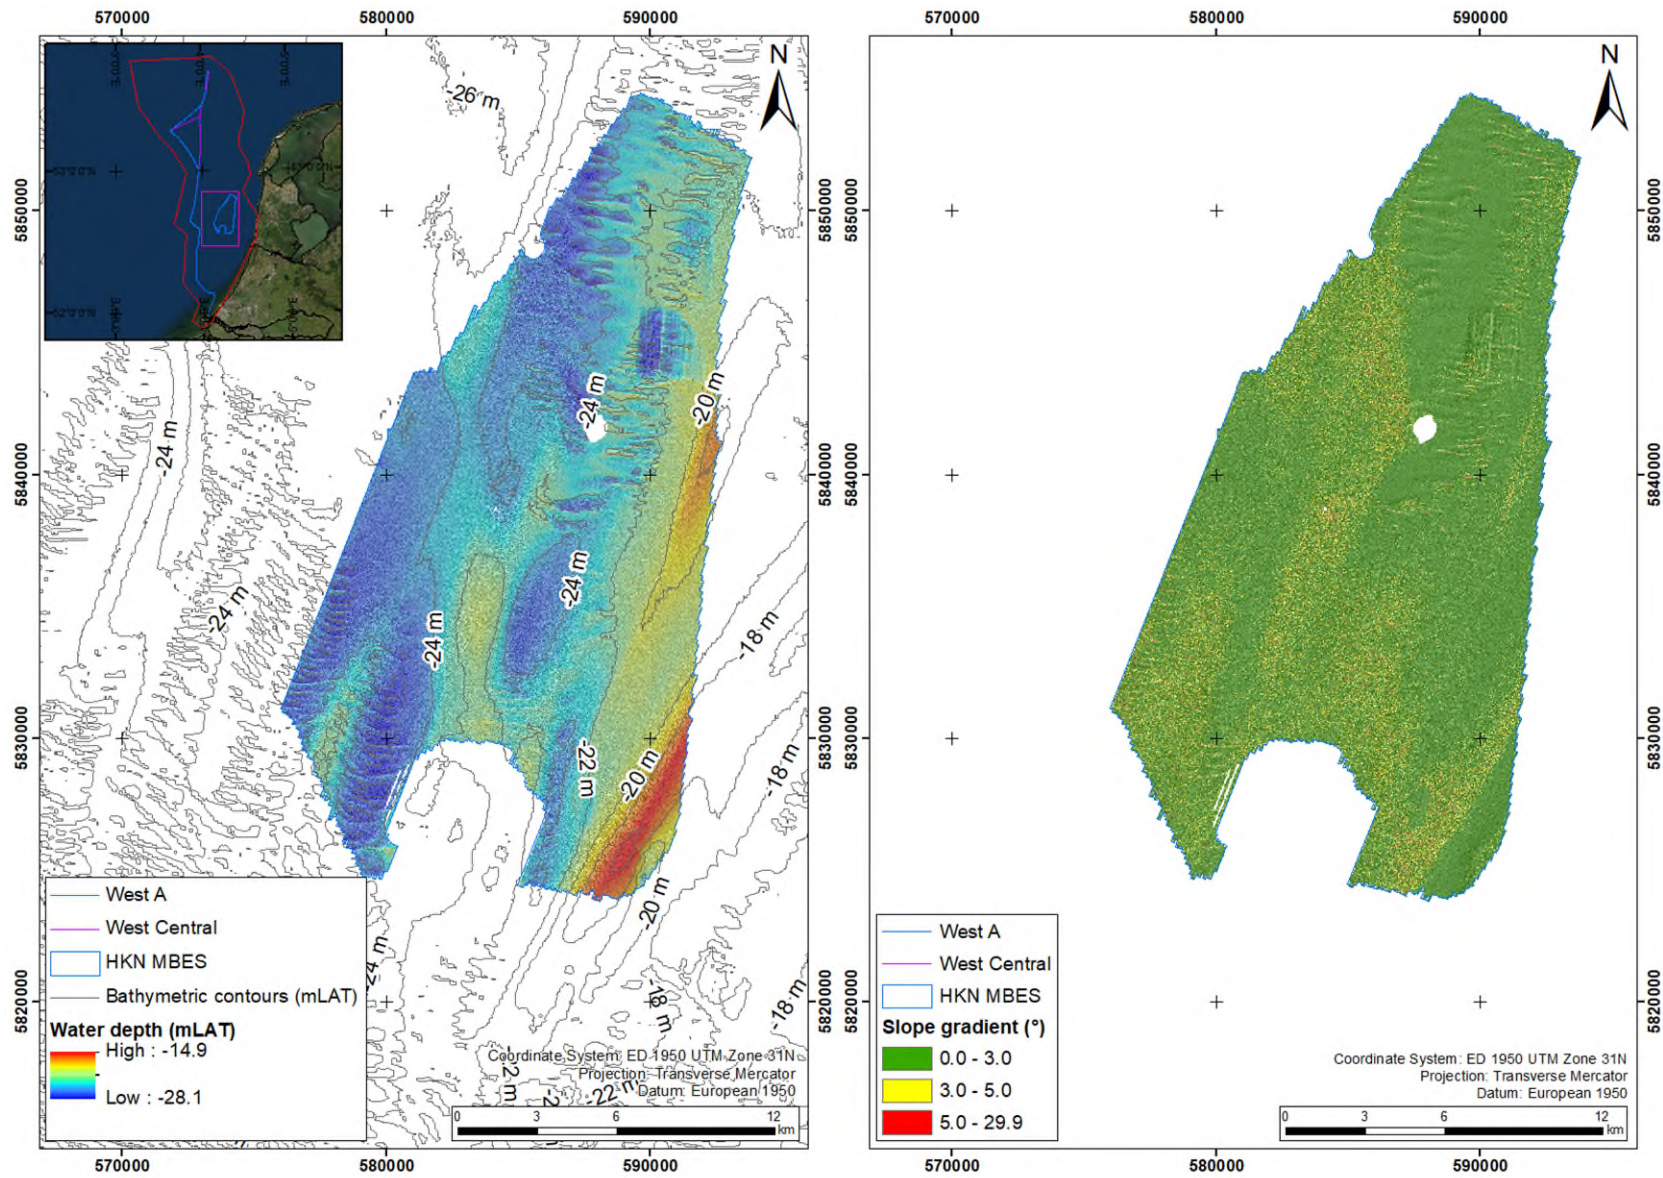 570000 580000 590000 570000 580000 590000
N N
-26 m
5850000 5850000 5850000
-24 m
-20 m
-24 m
5840000 5840000 5840000
-24 m
-24 m
-24 m
-18 m
5830000 5830000 5830000
-22 m
-20 m
-18 m
-20 m
-24 m
-18 m
-18 m
5820000 5820000 5820000
-22 m
West A
West Central
HKN MBES
Bathymetric contours (mLAT)
Water depth (mLAT)
High : -14.9
Low : -28.1
Coordinate System: ED 1950 UTM Zone 31N
Projection: Transverse Mercator
Datum: European 1950
0 3 6 12
km
West A
West Central
HKN MBES
Slope gradient (°)
0.0 - 3.0
3.0 - 5.0
5.0 - 29.9
Coordinate System: ED 1950 UTM Zone 31N
Projection: Transverse Mercator
Datum: European 1950
0 3 6 12
km
570000 580000 590000 570000 580000 590000